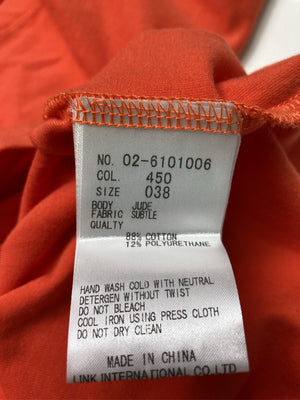 NO. 02-6101006
COL. 450
SIZE 038
BODY JUDE
FABRIC SUBTLE
QUALTY
88% COTTON
12% POLYURETHANE
HAND WASH COLD WITH NEUTRAL
DETERGEN WITHOUT TWIST
DO NOT BLEACH
COOL IRON USING PRESS CLOTH
DO NOT DRY CLEAN
MADE IN CHINA
LINK INTERNATIONAL CO.,LTD